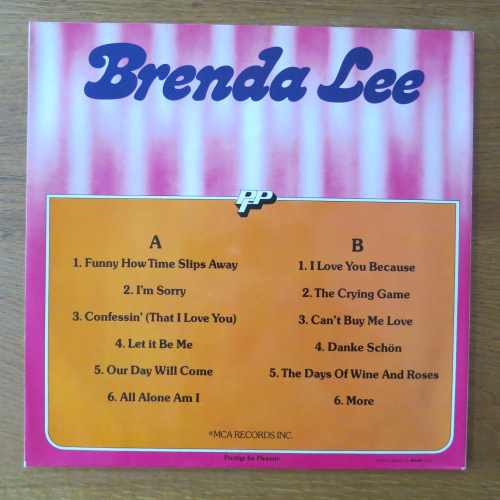 Brenda Lee
PFP
A
1. Funny How Time Slips Away
2. I'm Sorry
3. Confessin' (That I Love You)
4. Let it Be Me
5. Our Day Will Come
6. All Alone Am I
B
1. I Love You Because
2. The Crying Game
3. Can't Buy Me Love
4. Danke Schön
5. The Days Of Wine And Roses
6. More
®MCA RECORDS INC.
Prestige for Pleasure